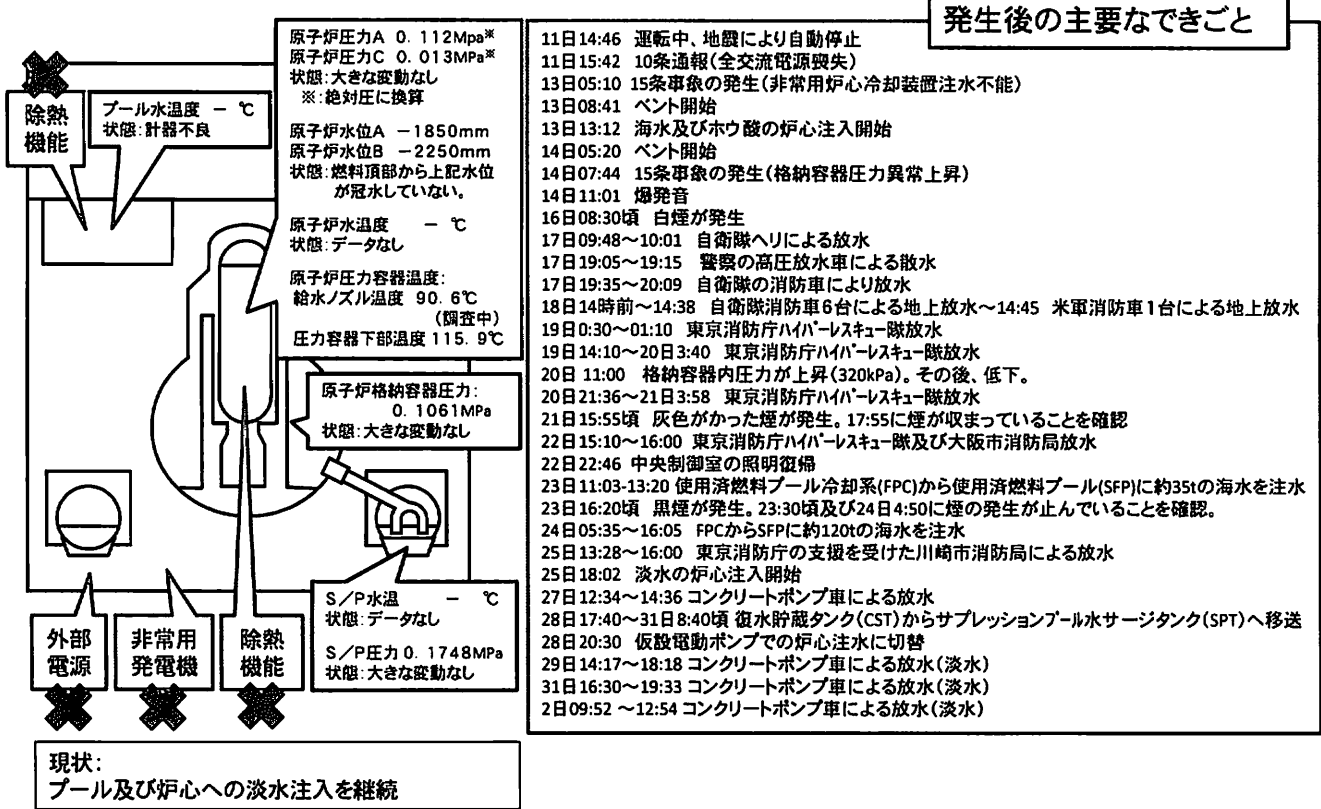 発生後の主要なできごと
原子炉圧力A 0. 112Mpa※
原子炉圧力C 0. 013MPa※
状態:大きな変動なし
※:絶対圧に換算
原子炉水位A －1850mm
原子炉水位B －2250mm
状態:燃料頂部から上記水位
が冠水していない。
原子炉水温度 － ℃
状態:データなし
原子炉圧力容器温度:
給水ノズル温度 90. 6℃
(調査中)
圧力容器下部温度 115. 9℃
除熱
機能
プール水温度 － ℃
状態:計器不良
原子炉格納容器圧力:
0. 1061MPa
状態:大きな変動なし
S／P水温 － ℃
状態:データなし
S／P圧力 0. 1748MPa
状態:大きな変動なし
外部
電源
非常用
発電機
除熱
機能
現状:
プール及び炉心への淡水注入を継続
11日14:46 運転中、地震により自動停止
11日15:42 10条通報(全交流電源喪失)
13日05:10 15条事象の発生(非常用炉心冷却装置注水不能)
13日08:41 ベント開始
13日13:12 海水及びホウ酸の炉心注入開始
14日05:20 ベント開始
14日07:44 15条事象の発生(格納容器圧力異常上昇)
14日11:01 爆発音
16日08:30頃 白煙が発生
17日09:48～10:01 自衛隊ヘリによる放水
17日19:05～19:15 警察の高圧放水車による散水
17日19:35～20:09 自衛隊の消防車により放水
18日14時前～14:38 自衛隊消防車6台による地上放水～14:45 米軍消防車1台による地上放水
19日0:30～01:10 東京消防庁ハイパーレスキュー隊放水
19日14:10～20日3:40 東京消防庁ハイパーレスキュー隊放水
20日 11:00 格納容器内圧力が上昇(320kPa)。その後、低下。
20日21:36～21日3:58 東京消防庁ハイパーレスキュー隊放水
21日15:55頃 灰色がかった煙が発生。17:55に煙が収まっていることを確認
22日15:10～16:00 東京消防庁ハイパーレスキュー隊及び大阪市消防局放水
22日22:46 中央制御室の照明復帰
23日11:03-13:20 使用済燃料プール冷却系(FPC)から使用済燃料プール(SFP)に約35tの海水を注水
23日16:20頃 黒煙が発生。23:30頃及び24日4:50に煙の発生が止んでいることを確認。
24日05:35～16:05 FPCからSFPに約120tの海水を注水
25日13:28～16:00 東京消防庁の支援を受けた川崎市消防局による放水
25日18:02 淡水の炉心注入開始
27日12:34～14:36 コンクリートポンプ車による放水
28日17:40～31日8:40頃 復水貯蔵タンク(CST)からサプレッションプール水サージタンク(SPT)へ移送
28日20:30 仮設電動ポンプでの炉心注水に切替
29日14:17～18:18 コンクリートポンプ車による放水(淡水)
31日16:30～19:33 コンクリートポンプ車による放水(淡水)
2日09:52 ～12:54 コンクリートポンプ車による放水(淡水)